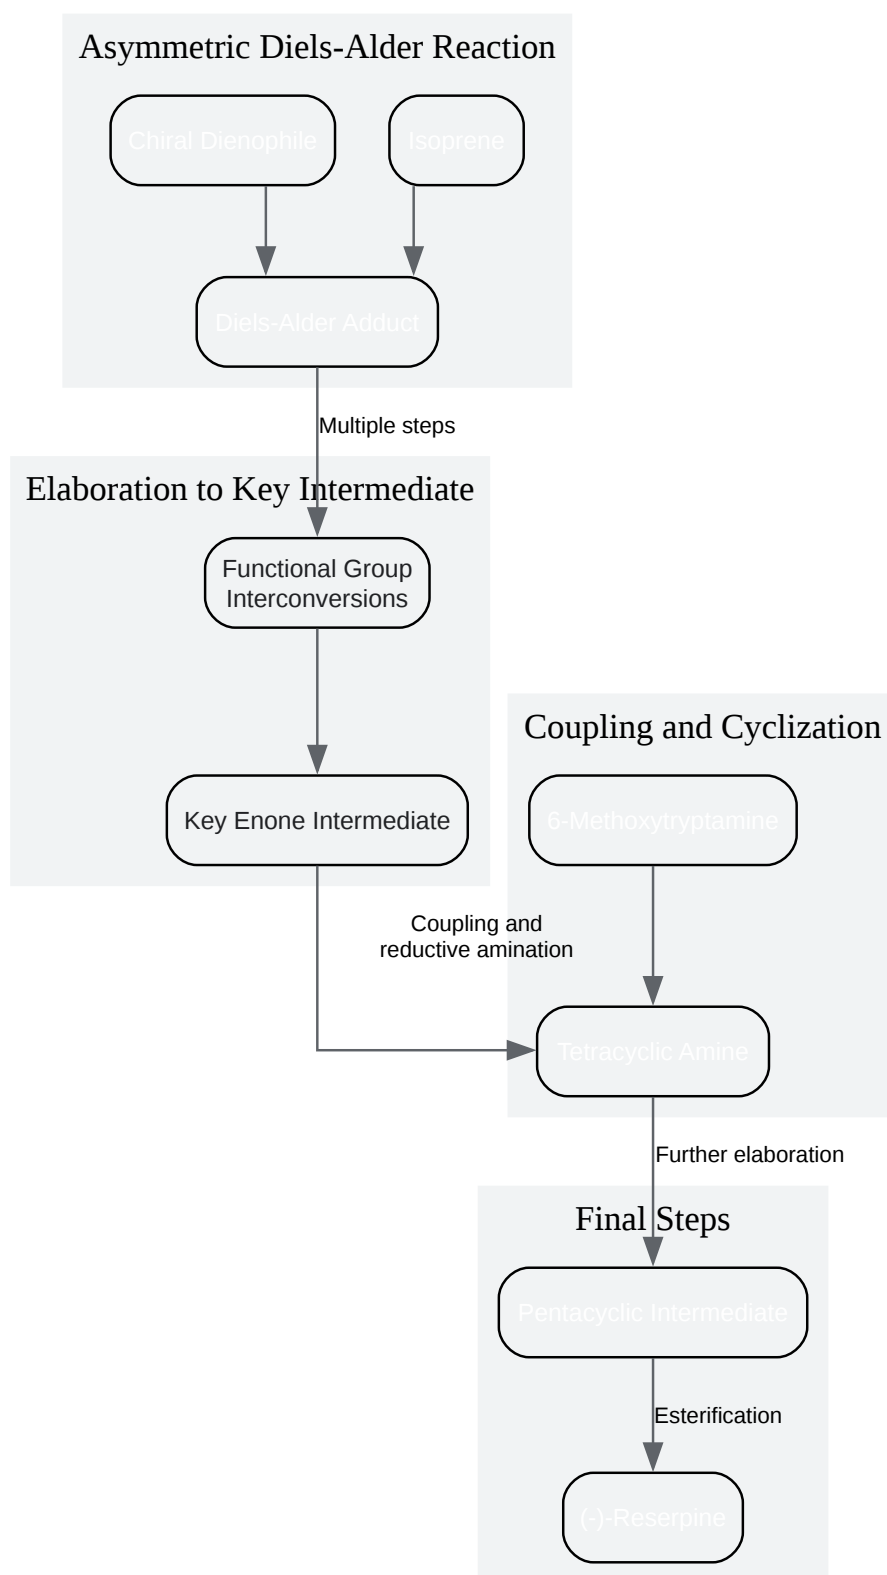 Asymmetric Diels-Alder Reaction
Chiral Dienophile
Isoprene
Diels-Alder Adduct
Multiple steps
Elaboration to Key Intermediate
Functional Group
Interconversions
Key Enone Intermediate
Coupling and Cyclization
6-Methoxytryptamine
Coupling and
reductive amination
Tetracyclic Amine
Further elaboration
Final Steps
Pentacyclic Intermediate
Esterification
(-)-Reserpine